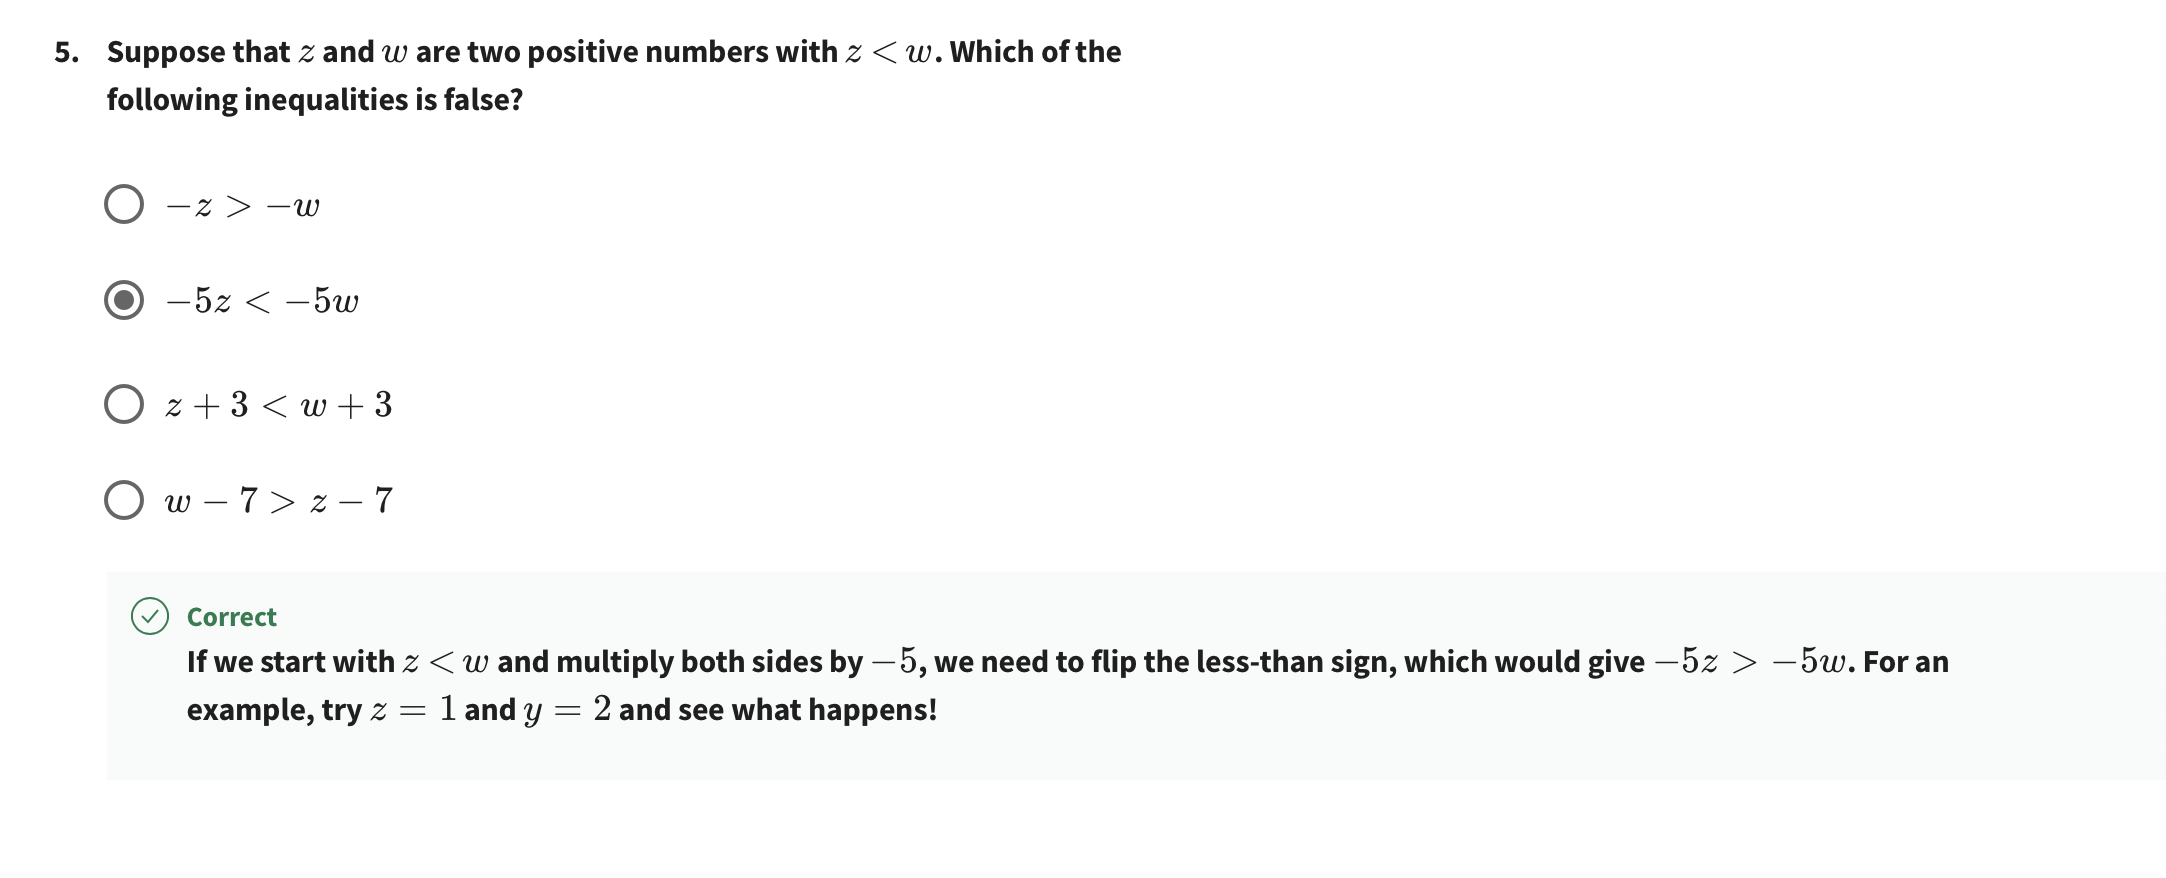 5. Suppose that z and w are two positive numbers with z < w. Which of the
following inequalities is false?
−z > −w
−5z < −5w
z + 3 < w + 3
w − 7 > z − 7
Correct
If we start with z < w and multiply both sides by −5, we need to flip the less-than sign, which would give −5z > −5w. For an
example, try z = 1 and y = 2 and see what happens!